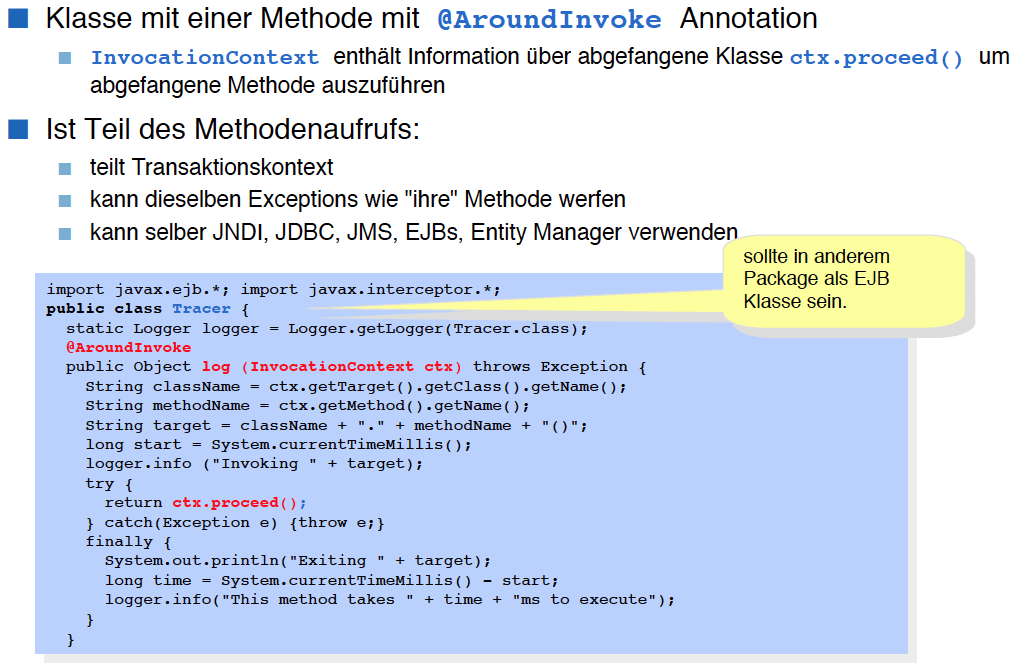 Klasse mit einer Methode mit @AroundInvoke Annotation
InvocationContext enthält Information über abgefangene Klasse ctx.proceed() um
abgefangene Methode auszuführen
Ist Teil des Methodenaufrufs:
teilt Transaktionskontext
kann dieselben Exceptions wie "ihre" Methode werfen
kann selber JNDI, JDBC, JMS, EJBs, Entity Manager verwenden
sollte in anderem
Package als EJB
Klasse sein.
import javax.ejb.*; import javax.interceptor.*;
public class Tracer {
static Logger logger = Logger.getLogger(Tracer.class);
@AroundInvoke
public Object log (InvocationContext ctx) throws Exception {
String className = ctx.getTarget().getClass().getName();
String methodName = ctx.getMethod().getName();
String target = className + "." + methodName + "()";
long start = System.currentTimeMillis();
logger.info ("Invoking " + target);
try {
return ctx.proceed();
} catch(Exception e) {throw e;}
finally {
System.out.println("Exiting " + target);
long time = System.currentTimeMillis() - start;
logger.info("This method takes " + time + "ms to execute");
}
}